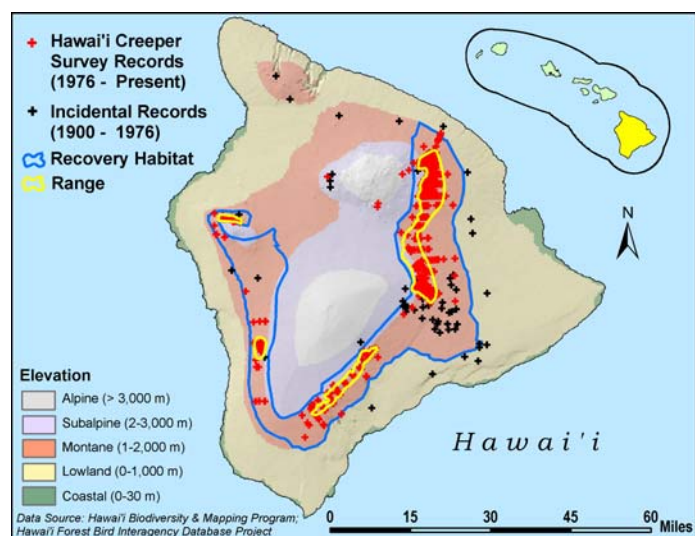 Hawai'i Creeper
Survey Records
(1976 - Present)
Incidental Records
(1900 - 1976)
Recovery Habitat
Range
N
Elevation
Alpine (> 3,000 m)
Subalpine (2-3,000 m)
Montane (1-2,000 m)
Lowland (0-1,000 m)
Coastal (0-30 m)
Hawai'i
Data Source: Hawai'i Biodiversity & Mapping Program;
Hawai'i Forest Bird Interagency Database Project
0 15 30 60
Miles